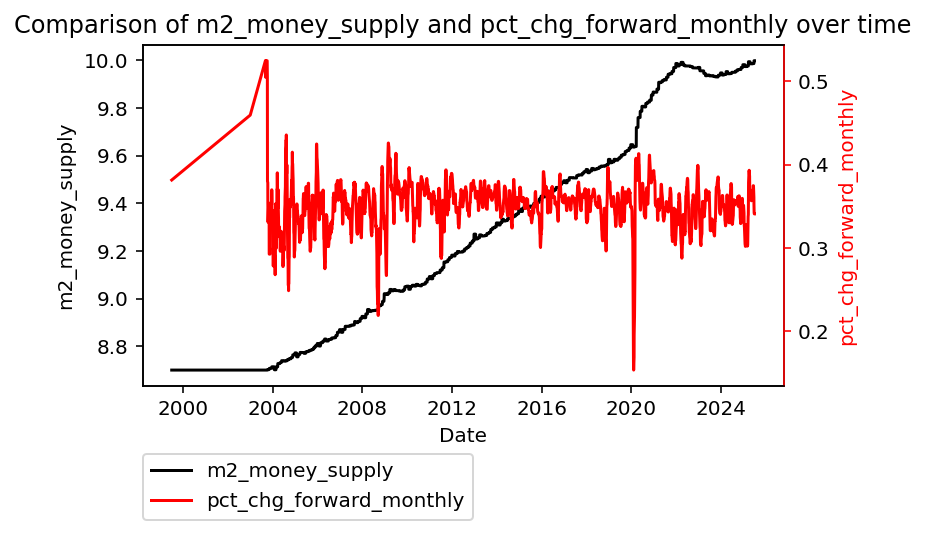 Comparison of m2_money_supply and pct_chg_forward_monthly over time
10.0
9.8
9.6
9.4
9.2
9.0
8.8
m2_money_supply
0.5
0.4
0.3
0.2
pct_chg_forward_monthly
2000 2004 2008 2012 2016 2020 2024
Date
m2_money_supply
pct_chg_forward_monthly